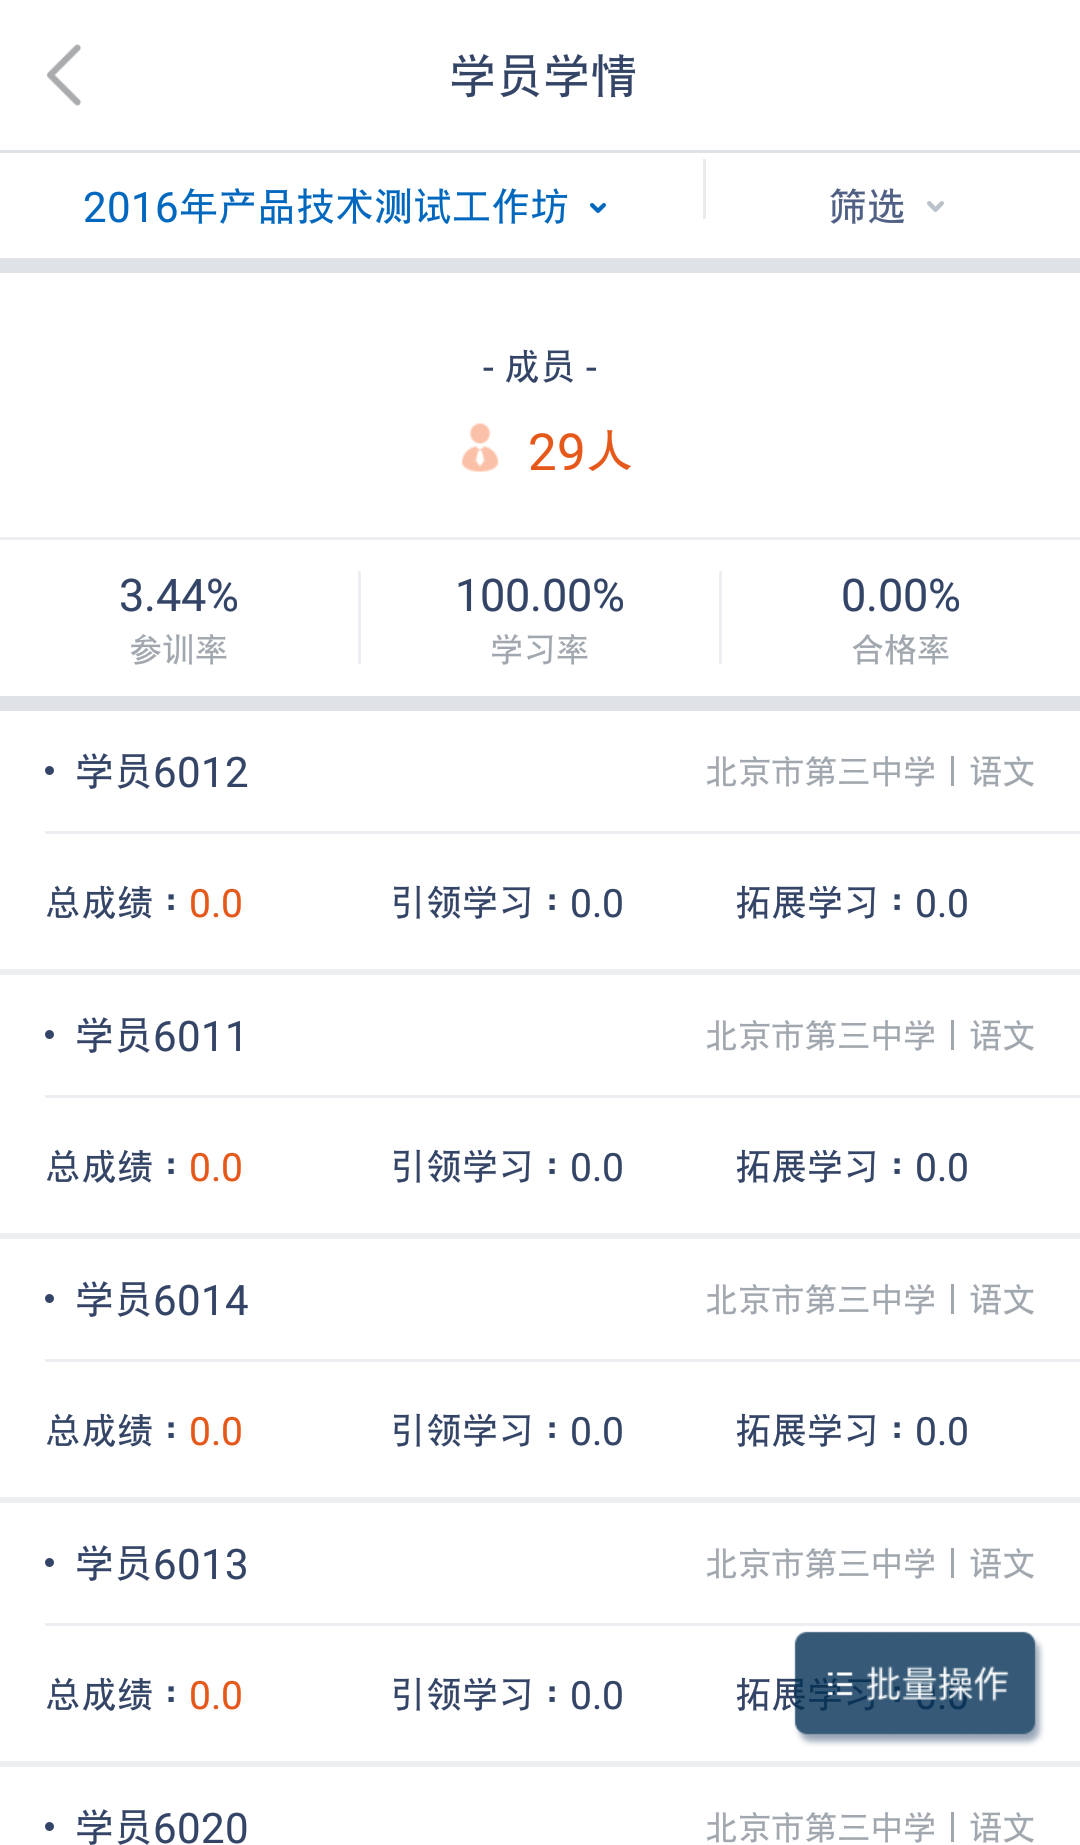 学员学情
2016年产品技术测试工作坊 筛选
- 成员 -
29人
3.44% 100.00% 0.00%
参训率 学习率 合格率
• 学员6012 北京市第三中学 | 语文
总成绩：0.0 引领学习：0.0 拓展学习：0.0
• 学员6011 北京市第三中学 | 语文
总成绩：0.0 引领学习：0.0 拓展学习：0.0
• 学员6014 北京市第三中学 | 语文
总成绩：0.0 引领学习：0.0 拓展学习：0.0
• 学员6013 北京市第三中学 | 语文
总成绩：0.0 引领学习：0.0 拓展学习：0.0
批量操作
• 学员6020 北京市第三中学 | 语文